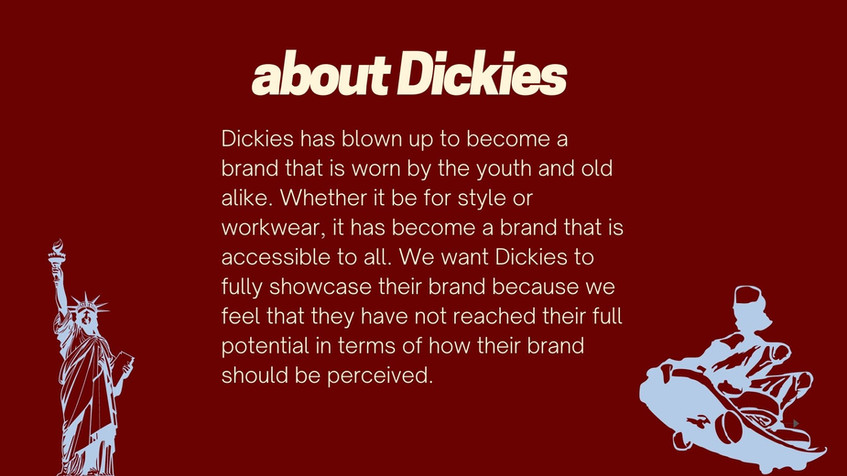 about Dickies
Dickies has blown up to become a
brand that is worn by the youth and old
alike. Whether it be for style or
workwear, it has become a brand that is
accessible to all. We want Dickies to
fully showcase their brand because we
feel that they have not reached their full
potential in terms of how their brand
should be perceived.